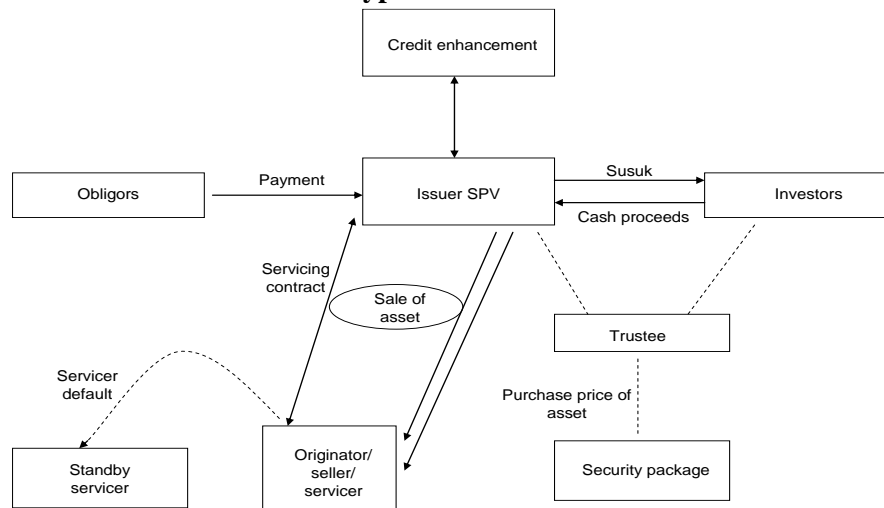 Credit enhancement
Obligors
Payment
Issuer SPV
Susuk
Cash proceeds
Investors
Servicing
contract
Sale of
asset
Trustee
Servicer
default
Purchase price of
asset
Standby
servicer
Originator/
seller/
servicer
Security package